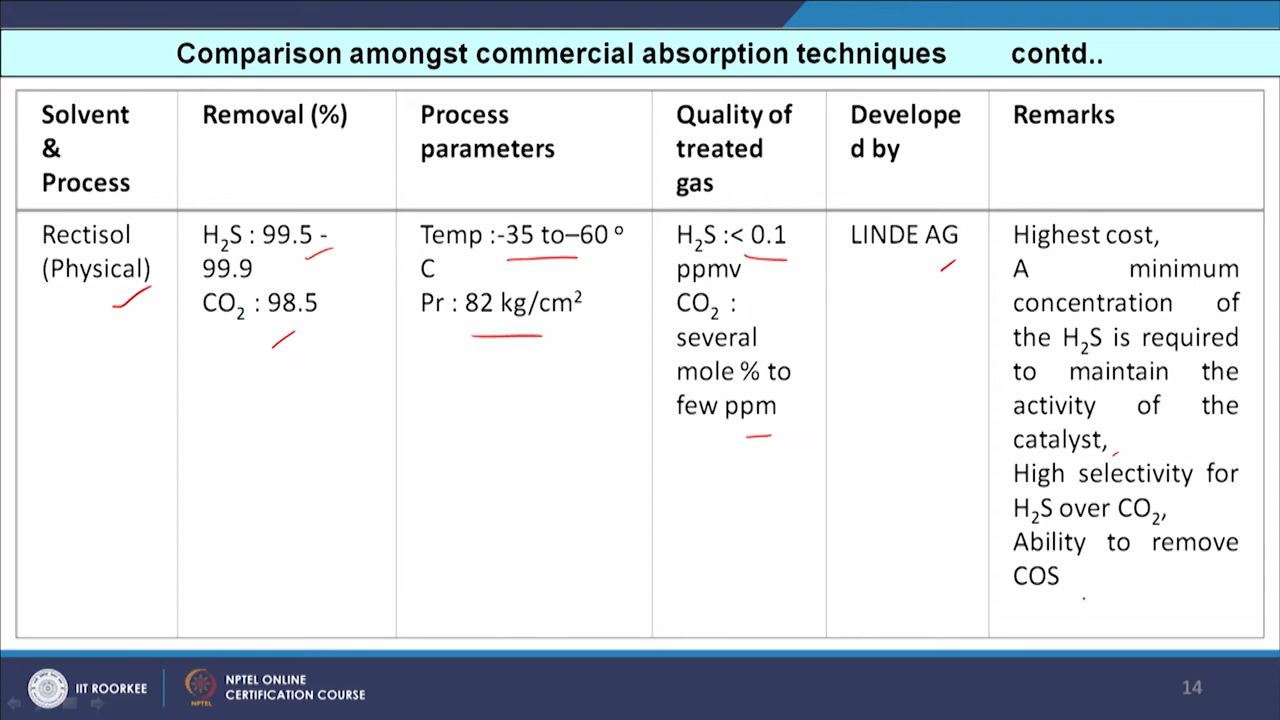 Comparison amongst commercial absorption techniques contd..
Solvent
&
Process
Removal (%)
Process
parameters
Quality of
treated
gas
Develope
d by
Remarks
Rectisol
(Physical)
H₂S : 99.5 -
99.9
CO₂ : 98.5
Temp :-35 to–60 °
C
Pr : 82 kg/cm²
H₂S :< 0.1
ppmv
CO₂ :
several
mole % to
few ppm
LINDE AG
Highest cost,
A minimum
concentration of
the H₂S is required
to maintain the
activity of the
catalyst,
High selectivity for
H₂S over CO₂,
Ability to remove
COS
IIT ROORKEE
NPTEL
NPTEL ONLINE
CERTIFICATION COURSE
14